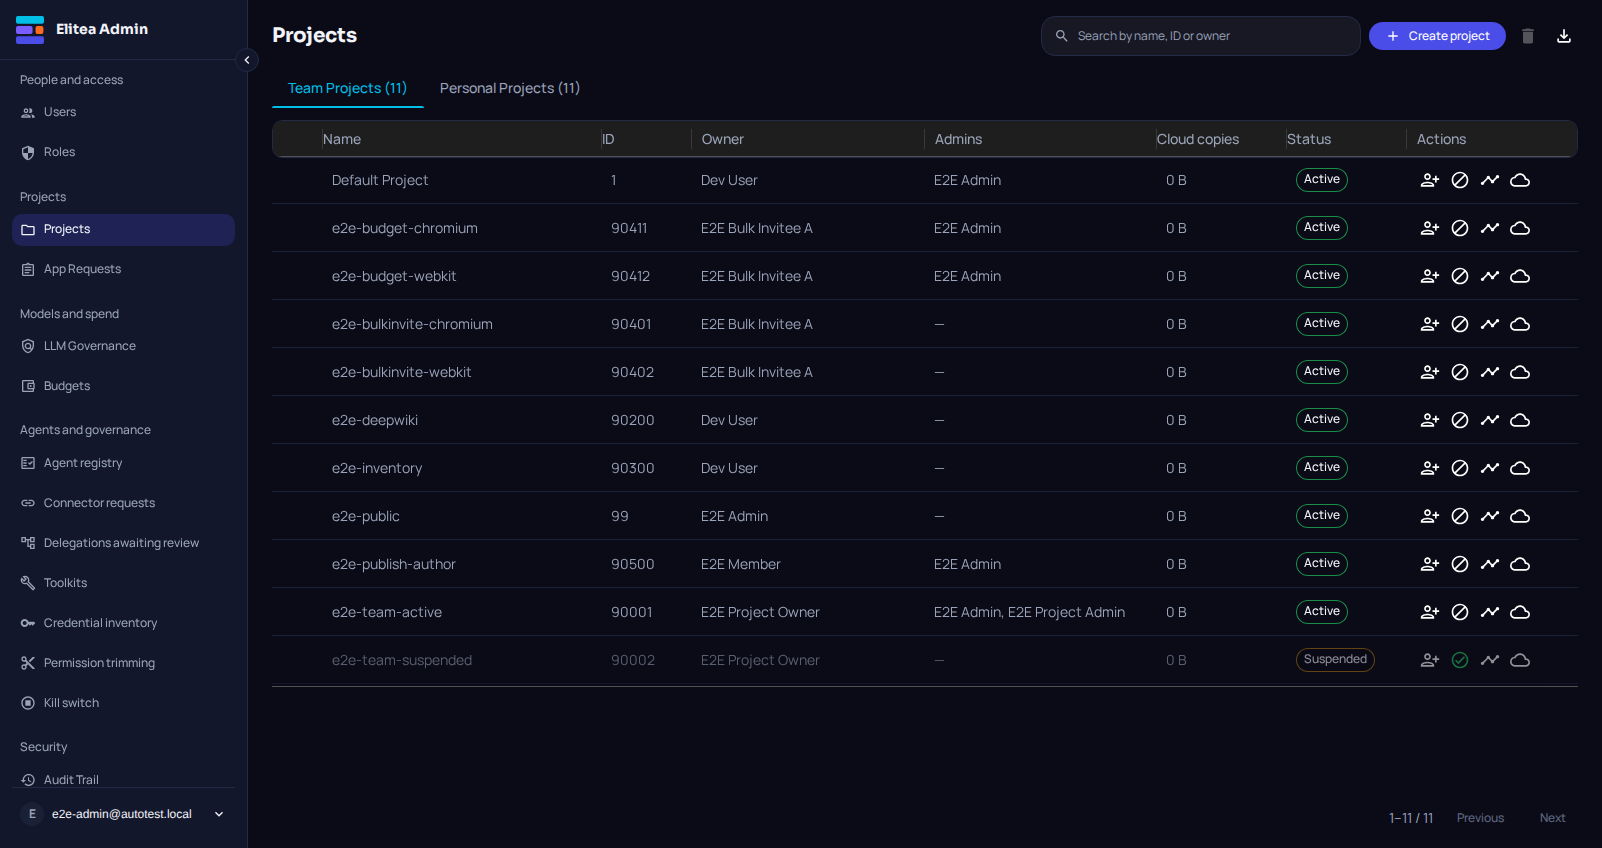 Elitea Admin
People and access
Users
Roles
Projects
Projects
App Requests
Models and spend
LLM Governance
Budgets
Agents and governance
Agent registry
Connector requests
Delegations awaiting review
Toolkits
Credential inventory
Permission trimming
Kill switch
Security
Audit Trail
E e2e-admin@autotest.local
Projects
Search by name, ID or owner
Create project
Team Projects (11) Personal Projects (11)
Name ID Owner Admins Cloud copies Status Actions
Default Project 1 Dev User E2E Admin 0 B Active
e2e-budget-chromium 90411 E2E Bulk Invitee A E2E Admin 0 B Active
e2e-budget-webkit 90412 E2E Bulk Invitee A E2E Admin 0 B Active
e2e-bulkinvite-chromium 90401 E2E Bulk Invitee A — 0 B Active
e2e-bulkinvite-webkit 90402 E2E Bulk Invitee A — 0 B Active
e2e-deepwiki 90200 Dev User — 0 B Active
e2e-inventory 90300 Dev User — 0 B Active
e2e-public 99 E2E Admin — 0 B Active
e2e-publish-author 90500 E2E Member E2E Admin 0 B Active
e2e-team-active 90001 E2E Project Owner E2E Admin, E2E Project Admin 0 B Active
e2e-team-suspended 90002 E2E Project Owner — 0 B Suspended
1–11 / 11 Previous Next